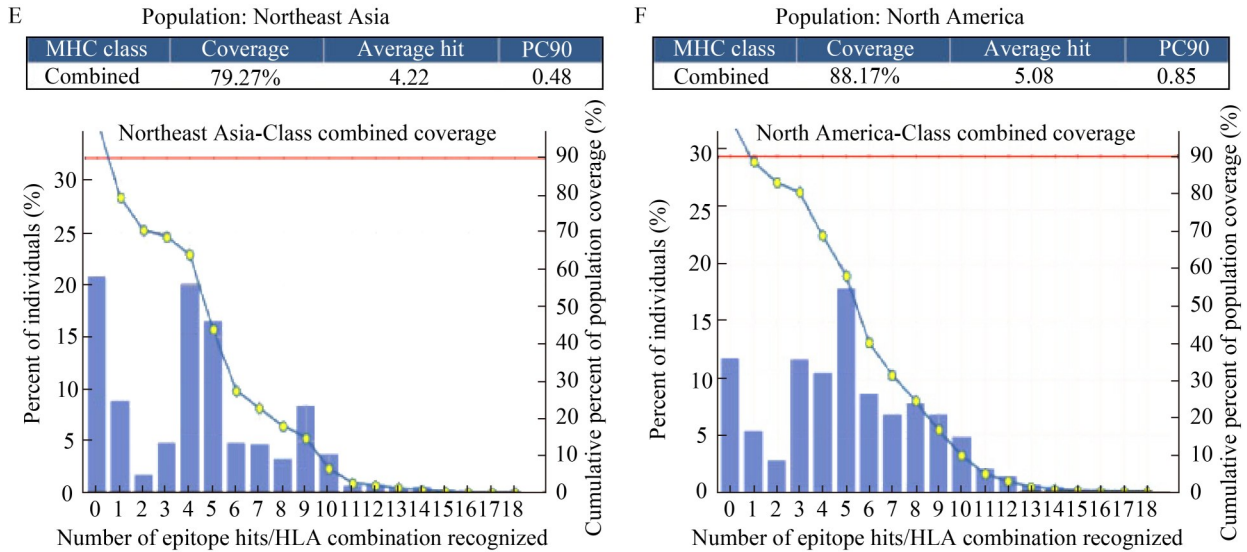 E
Population: Northeast Asia
MHC class Coverage Average hit PC90
Combined 79.27% 4.22 0.48
Northeast Asia-Class combined coverage
Percent of individuals (%)
30
25
20
15
10
5
0
Cumulative percent of population coverage (%)
90
80
70
60
50
40
30
20
10
0
0 1 2 3 4 5 6 7 8 9 10 11 12 13 14 15 16 17 18
Number of epitope hits/HLA combination recognized
F
Population: North America
MHC class Coverage Average hit PC90
Combined 88.17% 5.08 0.85
North America-Class combined coverage
Percent of individuals (%)
30
25
20
15
10
5
0
Cumulative percent of population coverage (%)
90
80
70
60
50
40
30
20
10
0
0 1 2 3 4 5 6 7 8 9 10 11 12 13 14 15 16 17 18
Number of epitope hits/HLA combination recognized